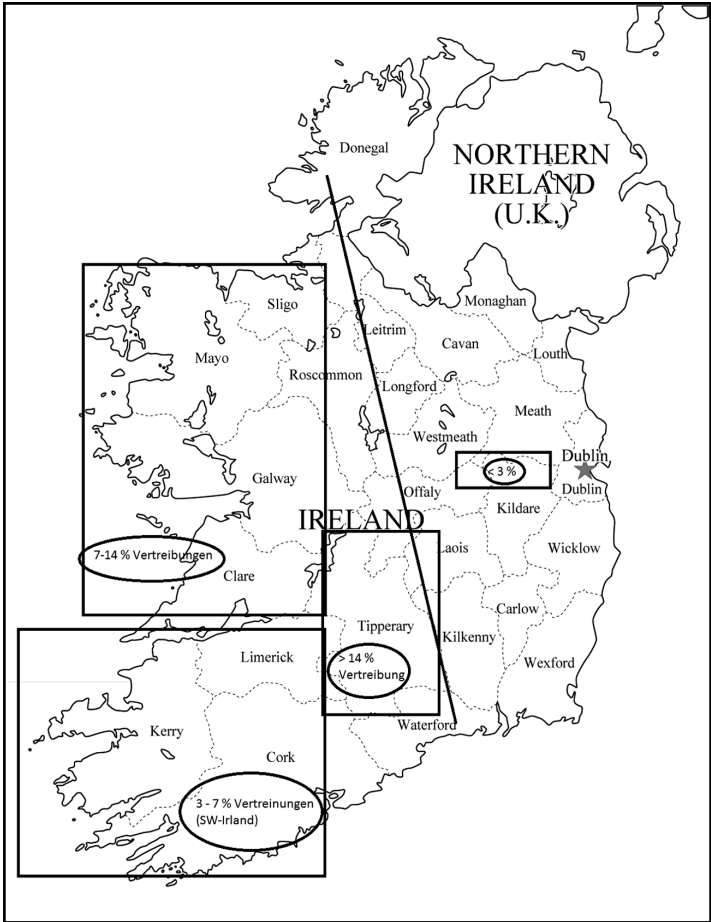 Donegal
NORTHERN
IRELAND
(U.K.)
Monaghan
Sligo
Leitrim
Cavan
Louth
Mayo
Roscommon
Longford
Meath
Westmeath
Dublin
< 3 %
Galway
Offaly
Dublin
Kildare
IRELAND
7-14 % Vertreibungen
Laois
Wicklow
Clare
Carlow
Tipperary
Kilkenny
Limerick
> 14 %
Vertreibung
Wexford
Waterford
Kerry
Cork
3 - 7 % Vertreinungen
(SW-Irland)